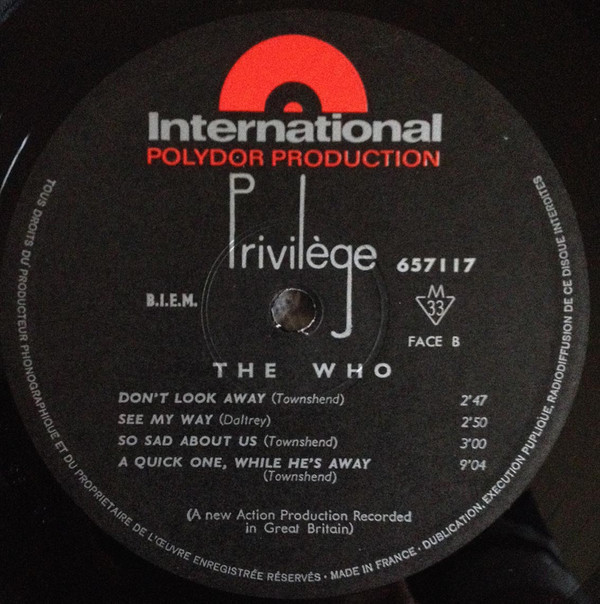 International
POLYDOR PRODUCTION
Privilège
657117
B.I.E.M.
M
33
FACE B
THE WHO
DON'T LOOK AWAY (Townshend) 2'47
SEE MY WAY (Daltrey) 2'50
SO SAD ABOUT US (Townshend) 3'00
A QUICK ONE, WHILE HE'S AWAY 9'04
(Townshend)
(A new Action Production Recorded
in Great Britain)
TOUS DROITS DU PRODUCTEUR PHONOGRAPHIQUE ET DU PROPRIETAIRE DE L'ŒUVRE ENREGISTRÉE RÉSERVÉS · MADE IN FRANCE · DUBLICATION, EXECUTION PUPLIQUE, RADIODIFFUSION DE CE DISQUE INTERDITES